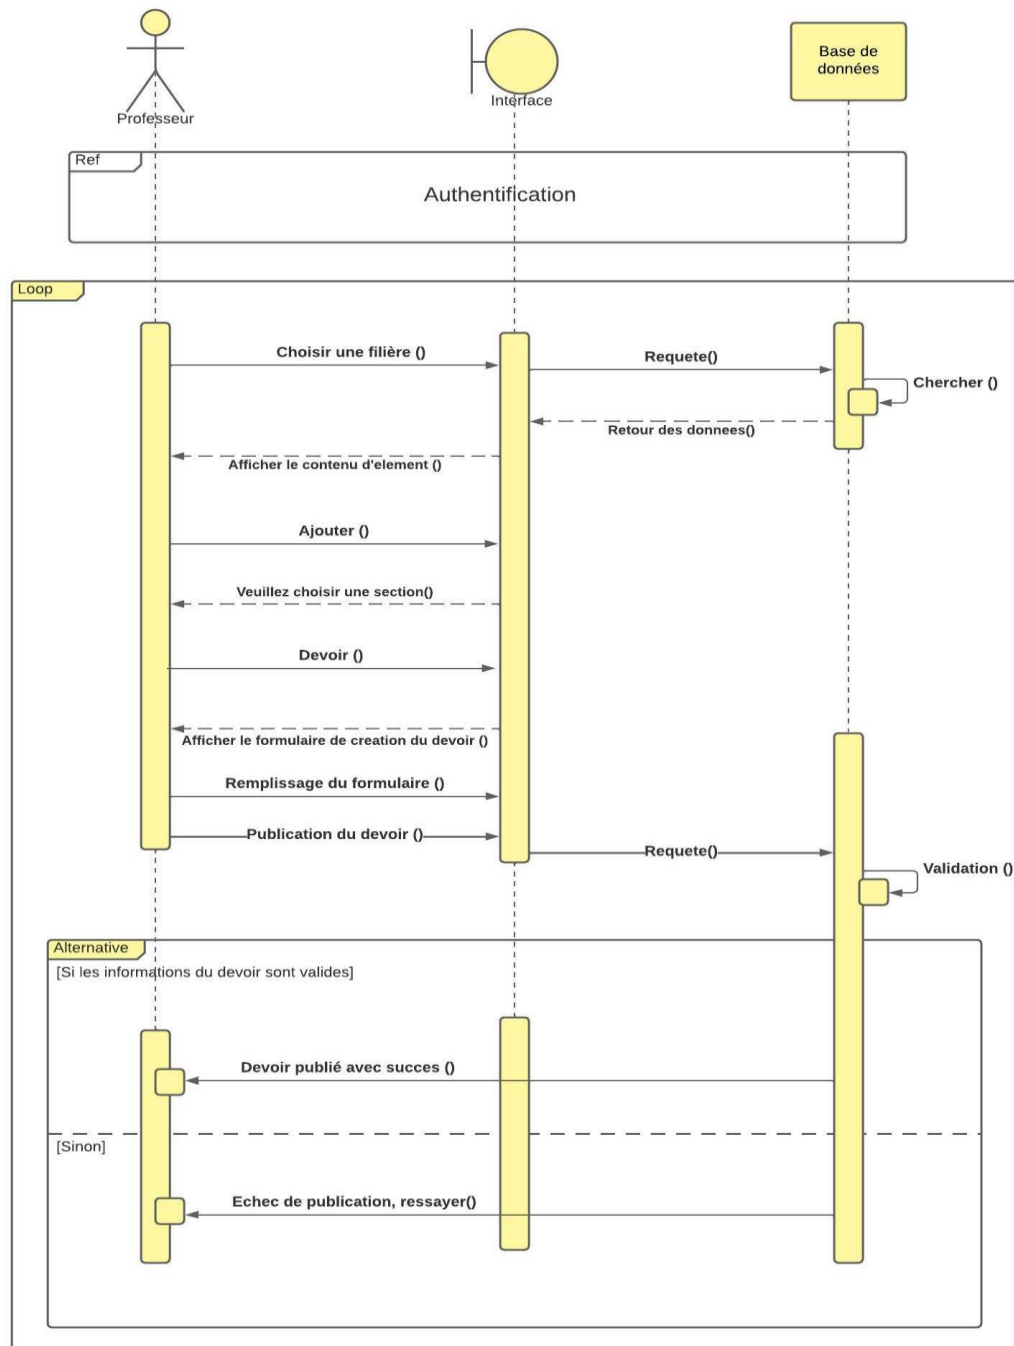 Professeur
Interface
Base de
données
Ref
Authentification
Loop
Choisir une filière ()
Requete()
Chercher ()
Retour des donnees()
Afficher le contenu d'element ()
Ajouter ()
Veuillez choisir une section()
Devoir ()
Afficher le formulaire de creation du devoir ()
Remplissage du formulaire ()
Publication du devoir ()
Requete()
Validation ()
Alternative
[Si les informations du devoir sont valides]
Devoir publié avec succes ()
[Sinon]
Echec de publication, ressayer()